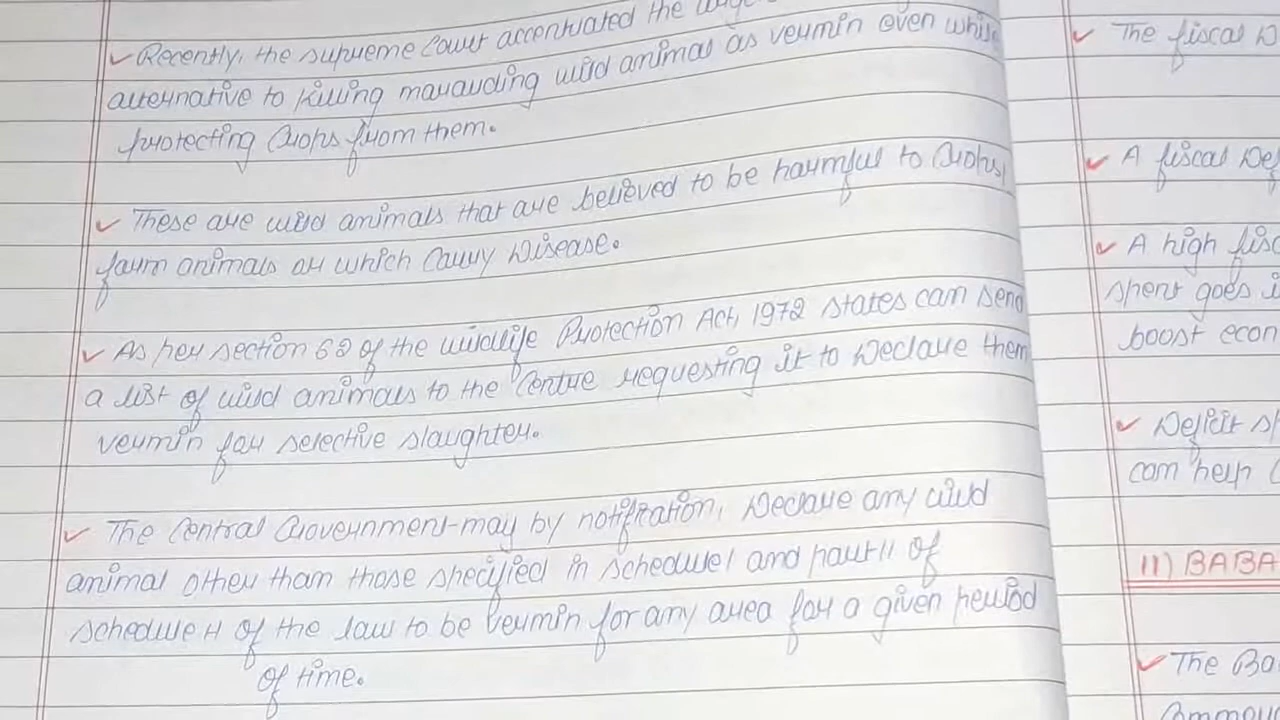 ✓ Recently, the supreme Court accentuated the
alternative to killing marauding wild animal as vermin even while
protecting Crops from them.
✓ These are wild animals that are believed to be harmful to Crops,
farm animals or which Carry Disease.
✓ As per section 62 of the wildlife Protection Act, 1972 states can send
a list of wild animals to the Centre requesting it to Declare them
vermin for selective slaughter.
✓ The Central Government may by notification, Declare any wild
animal other than those specified in schedule I and part II of
schedule II of the law to be vermin for any area for a given period
of time.
✓ The fiscal
✓ A fiscal
✓ A high
spent goes
boost
✓ Deficit
can help
11) BABA
✓ The